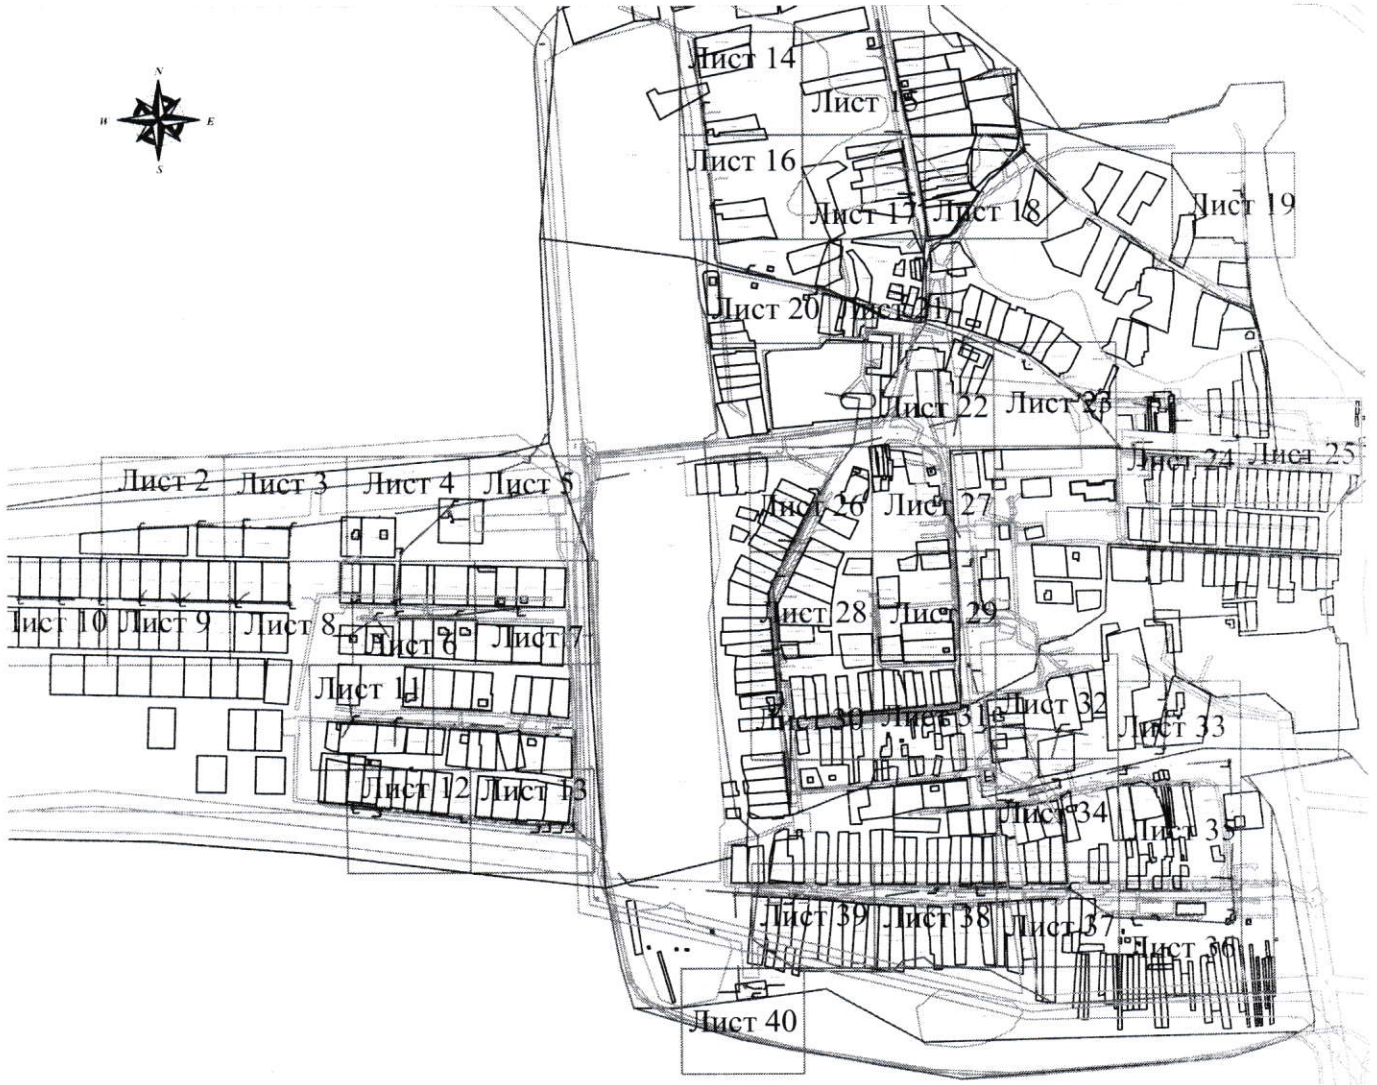 N
W E
S
Лист 14
Лист 15
Лист 16
Лист 17
Лист 18
Лист 19
Лист 20
Лист 21
Лист 22
Лист 23
Лист 24
Лист 25
Лист 2
Лист 3
Лист 4
Лист 5
Лист 26
Лист 27
Лист 10
Лист 9
Лист 8
Лист 6
Лист 7
Лист 28
Лист 29
Лист 11
Лист 30
Лист 31
Лист 32
Лист 33
Лист 12
Лист 13
Лист 34
Лист 35
Лист 39
Лист 38
Лист 37
Лист 36
Лист 40